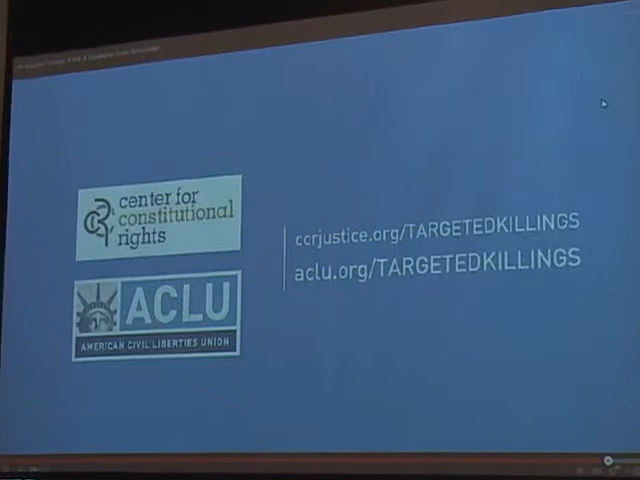 center for
constitutional
rights
ccrjustice.org/TARGETEDKILLINGS
aclu.org/TARGETEDKILLINGS
ACLU
AMERICAN CIVIL LIBERTIES UNION